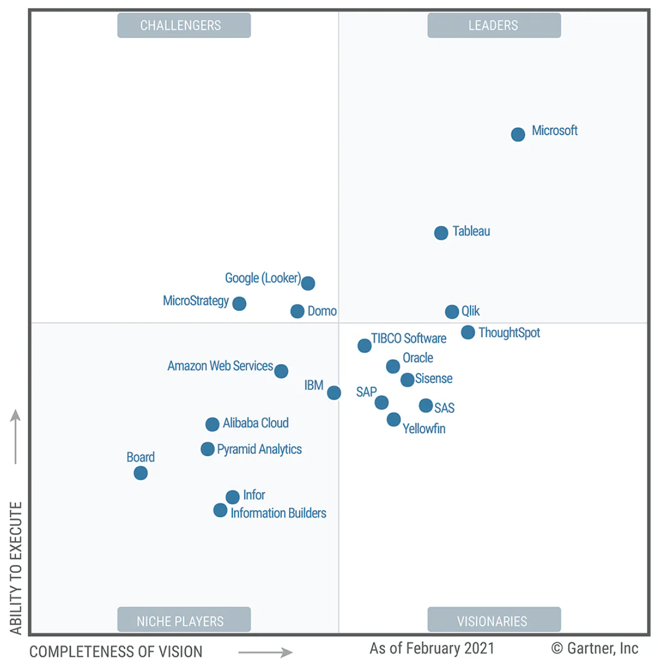 CHALLENGERS
LEADERS
Microsoft
Tableau
Google (Looker)
MicroStrategy
Domo
Qlik
ThoughtSpot
TIBCO Software
Oracle
Amazon Web Services
Sisense
IBM
SAP
SAS
Alibaba Cloud
Yellowfin
Pyramid Analytics
Board
Infor
Information Builders
ABILITY TO EXECUTE
NICHE PLAYERS
VISIONARIES
COMPLETENESS OF VISION
As of February 2021
© Gartner, Inc